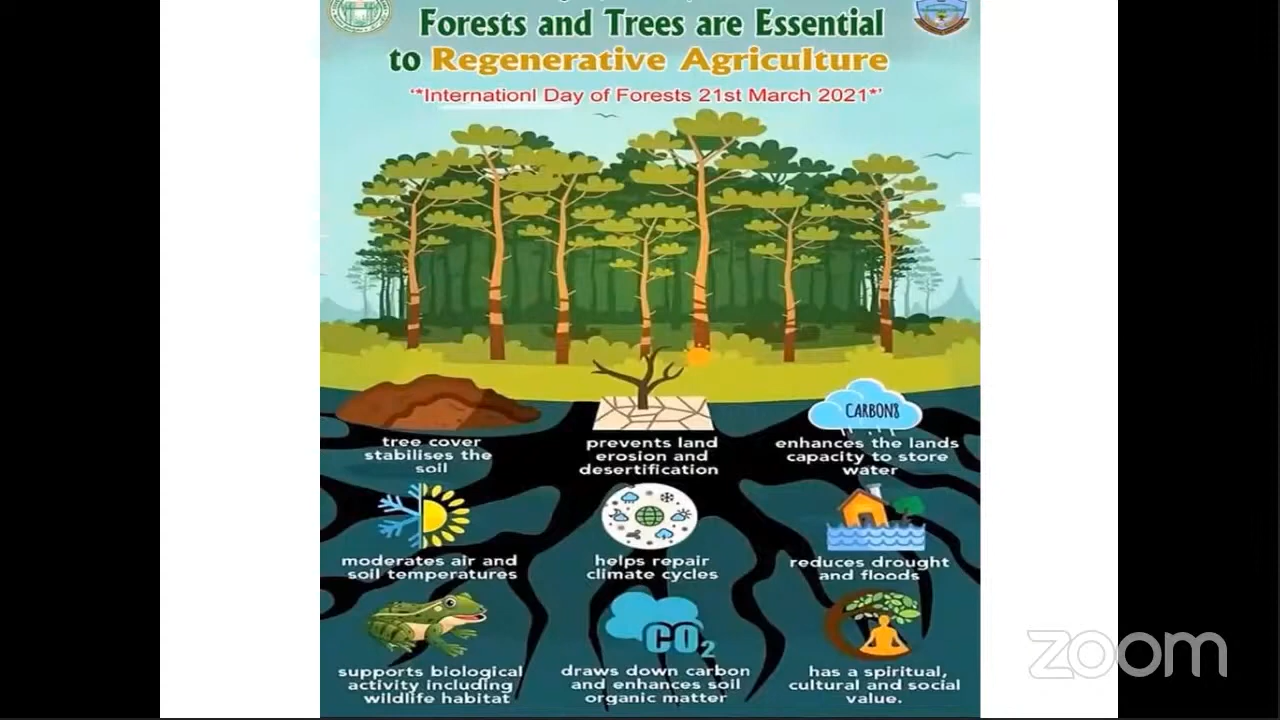 Forests and Trees are Essential
to Regenerative Agriculture
'*Internationl Day of Forests 21st March 2021*'
CARBON8
tree cover
stabilises the
soil
prevents land
erosion and
desertification
enhances the lands
capacity to store
water
moderates air and
soil temperatures
helps repair
climate cycles
reduces drought
and floods
CO2
supports biological
activity including
wildlife habitat
draws down carbon
and enhances soil
organic matter
has a spiritual,
cultural and social
value.
zoom